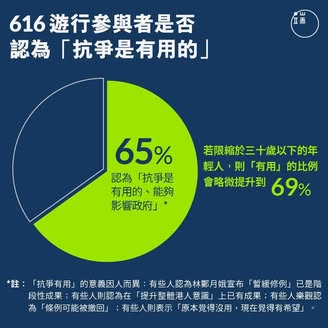 616 遊行參與者是否
認為「抗爭是有用的」
65%
認為「抗爭是
有用的、能夠
影響政府」*
若限縮於三十歲以下的年
輕人，則「有用」的比例
會略微提升到 69%
*註：「抗爭有用」的意義因人而異：有些人認為林鄭月娥宣布「暫緩修例」已是階
段性成果；有些人則認為在「提升整體港人意識」上已有成果；有些人樂觀認
為「條例可能被撤回」；有些人則表示「原本覺得沒用，現在覺得有希望」。